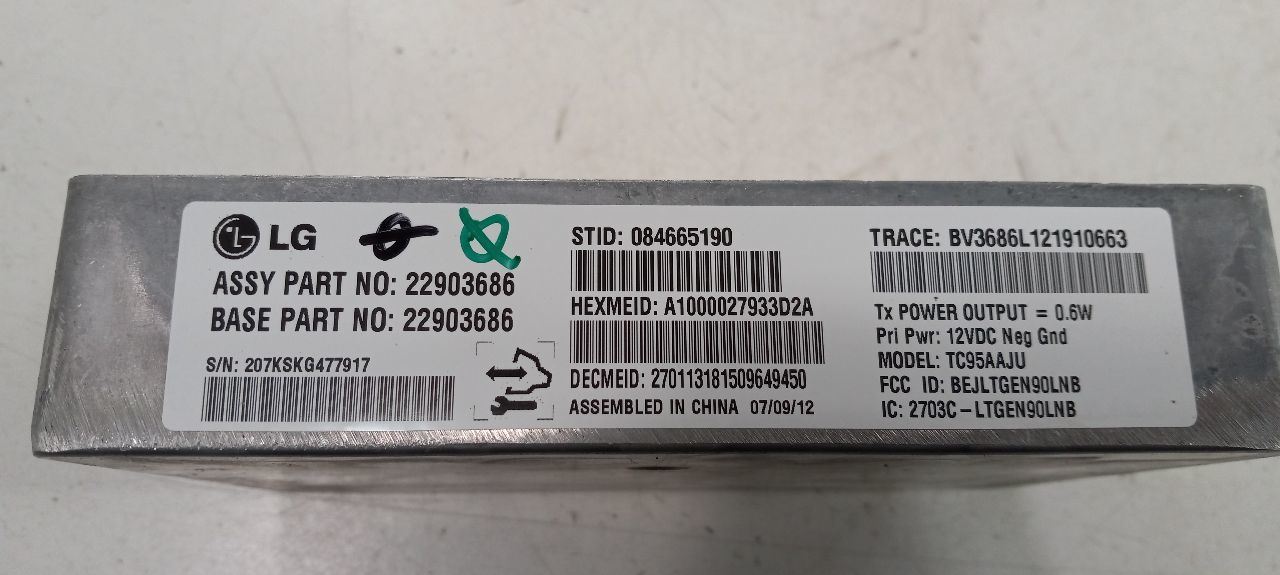 LG
ASSY PART NO: 22903686
BASE PART NO: 22903686
S/N: 207KSKG477917
STID: 084665190
HEXMEID: A1000027933D2A
DECMEID: 270113181509649450
ASSEMBLED IN CHINA 07/09/12
TRACE: BV3686L121910663
Tx POWER OUTPUT = 0.6W
Pri Pwr: 12VDC Neg Gnd
MODEL: TC95AAJU
FCC ID: BEJLTGEN90LNB
IC: 2703C-LTGEN90LNB